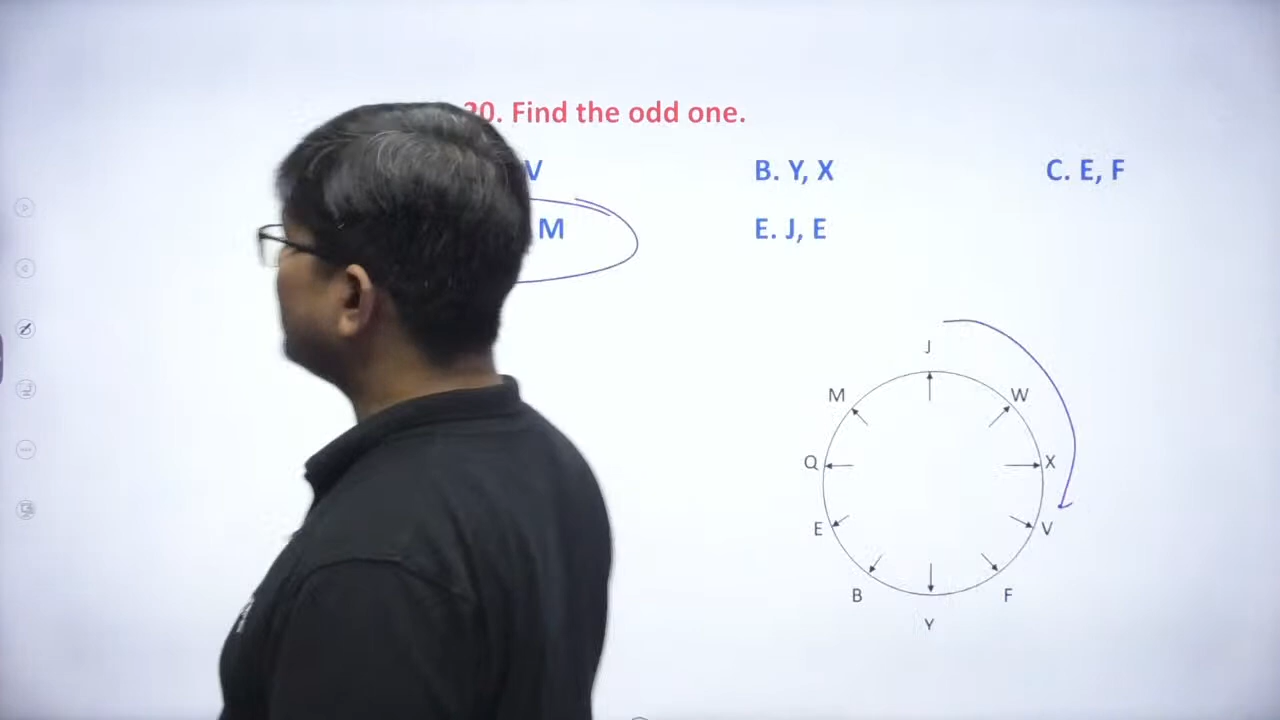 20. Find the odd one.
V B. Y, X C. E, F
M E. J, E
J
M W
Q X
E V
B F
Y